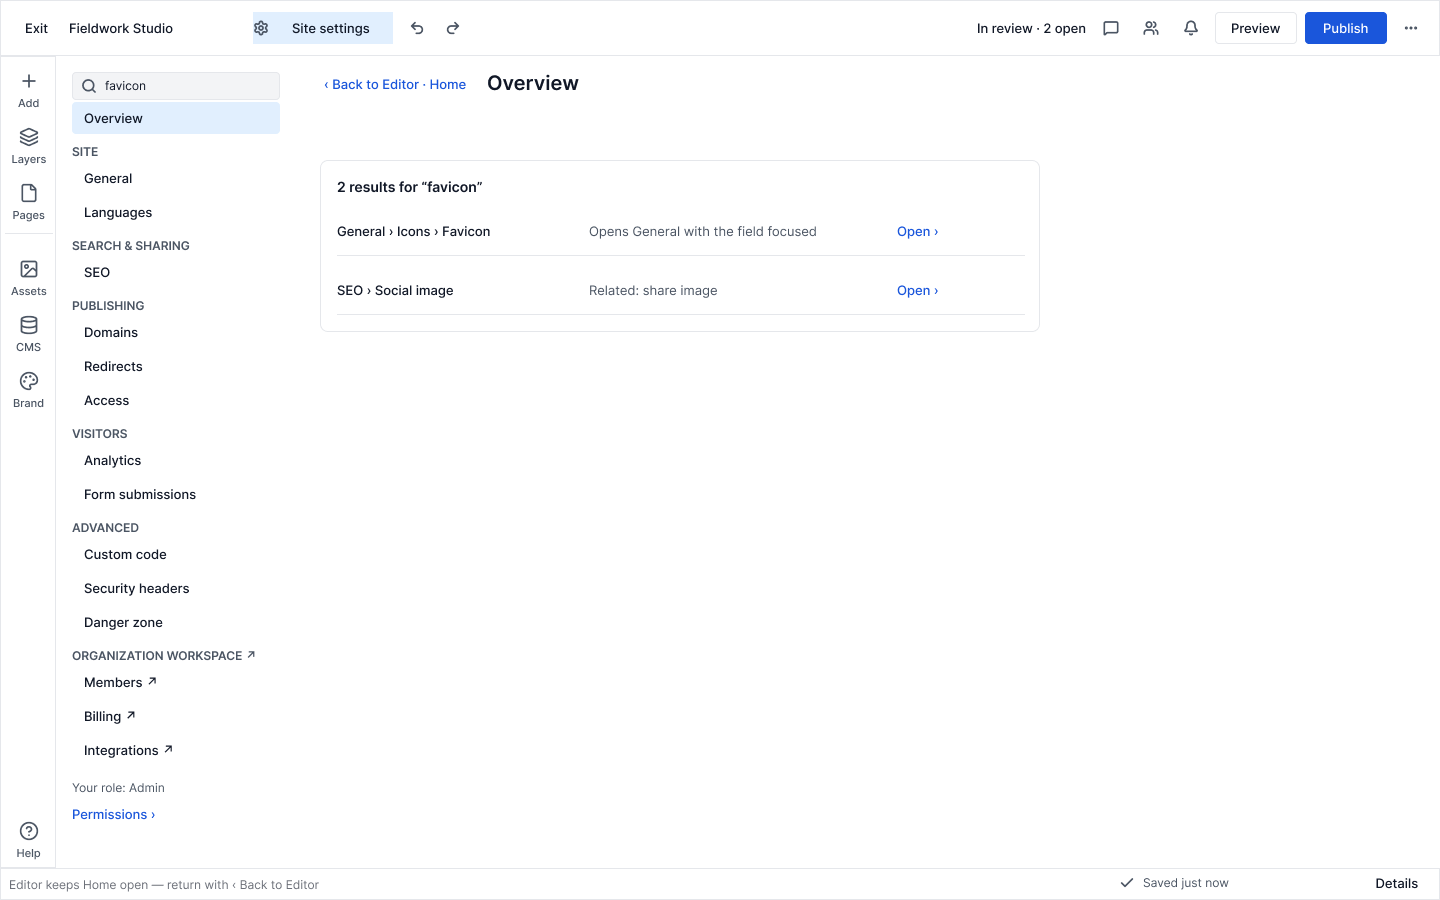 Exit
Fieldwork Studio
Site settings
In review · 2 open
Preview
Publish
Add
Layers
Pages
Assets
CMS
Brand
Help
favicon
Overview
SITE
General
Languages
SEARCH & SHARING
SEO
PUBLISHING
Domains
Redirects
Access
VISITORS
Analytics
Form submissions
ADVANCED
Custom code
Security headers
Danger zone
ORGANIZATION WORKSPACE ↗
Members ↗
Billing ↗
Integrations ↗
Your role: Admin
Permissions ›
‹ Back to Editor · Home
Overview
2 results for “favicon”
General › Icons › Favicon
Opens General with the field focused
Open ›
SEO › Social image
Related: share image
Open ›
Editor keeps Home open — return with ‹ Back to Editor
Saved just now
Details